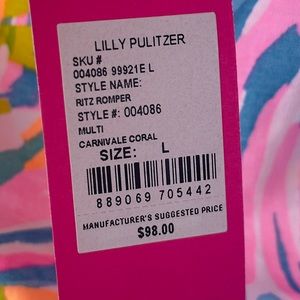 LILLY PULITZER
SKU #
004086 99921E L
STYLE NAME:
RITZ ROMPER
STYLE #: 004086
MULTI
CARNIVALE CORAL
SIZE: L
889069 705442
MANUFACTURER'S SUGGESTED PRICE
$98.00